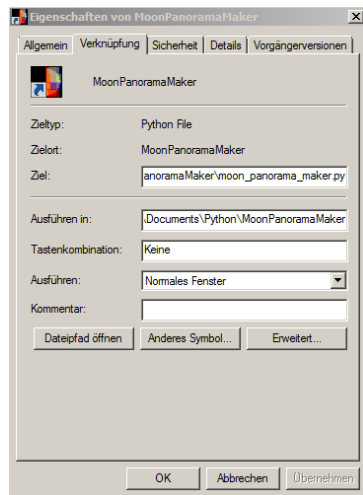 Eigenschaften von MoonPanoramaMaker
Allgemein Verknüpfung Sicherheit Details Vorgängerversionen
MoonPanoramaMaker
Zieltyp: Python File
Zielort: MoonPanoramaMaker
Ziel: anoramaMaker\moon_panorama_maker.py
Ausführen in: .Documents\Python\MoonPanoramaMaker
Tastenkombination: Keine
Ausführen: Normales Fenster
Kommentar:
Dateipfad öffnen Anderes Symbol... Erweitert...
OK Abbrechen Übernehmen